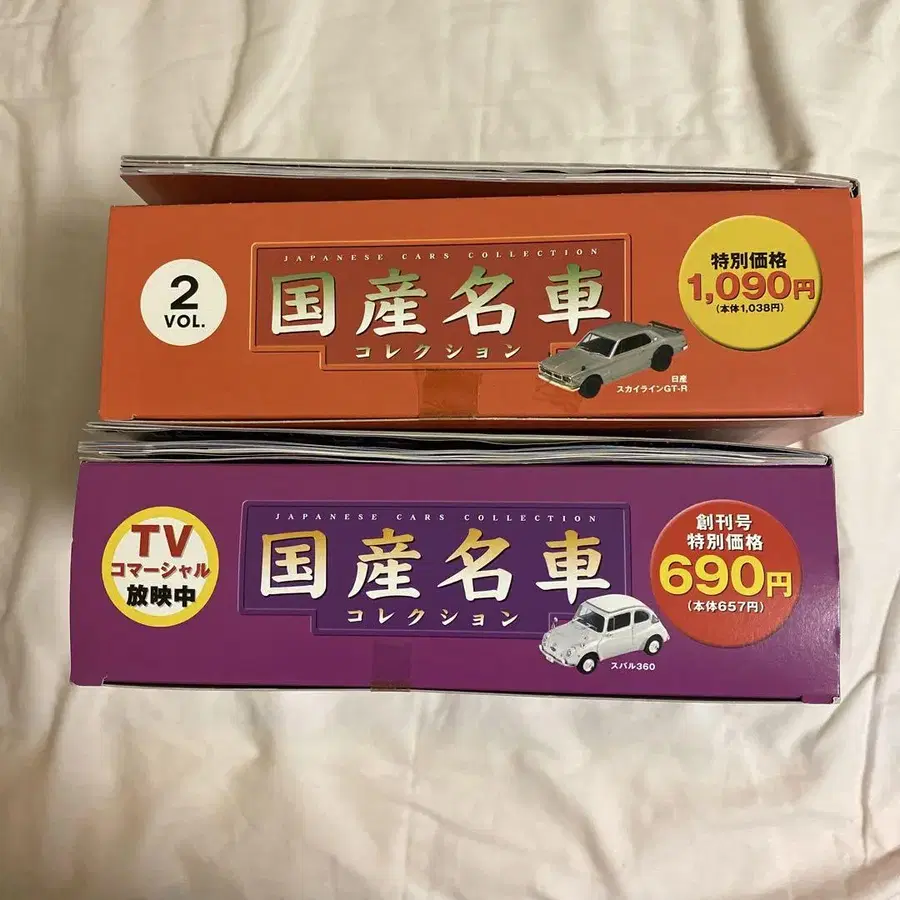 2
VOL.
JAPANESE CARS COLLECTION
国産名車
コレクション
日産
スカイラインGT-R
特別価格
1,090円
(本体1,038円)
TV
コマーシャル
放映中
JAPANESE CARS COLLECTION
国産名車
コレクション
スバル360
創刊号
特別価格
690円
(本体657円)